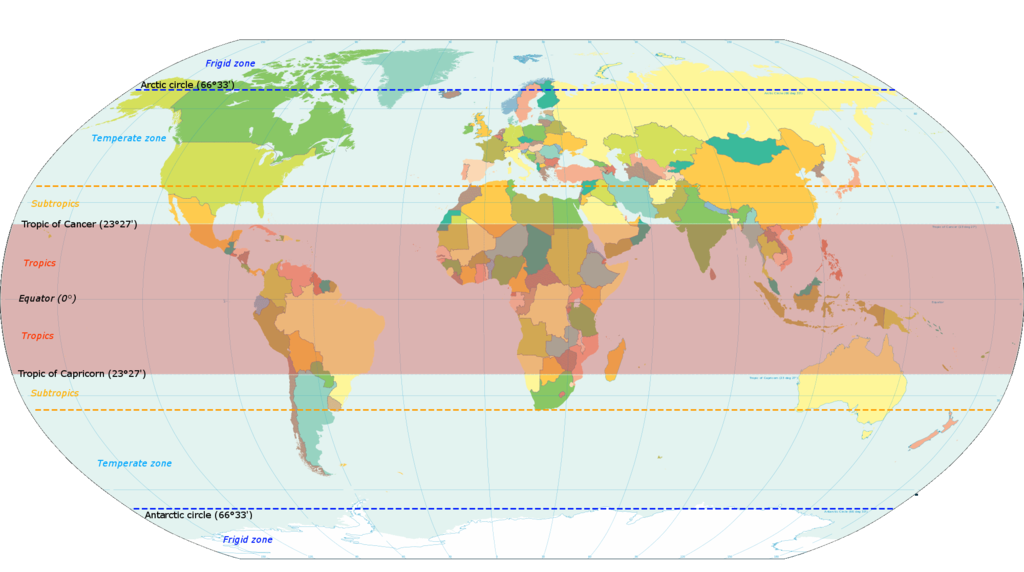 Frigid zone
Arctic circle (66°33')
Temperate zone
Subtropics
Tropic of Cancer (23°27')
Tropics
Equator (0°)
Tropics
Tropic of Capricorn (23°27')
Subtropics
Temperate zone
Antarctic circle (66°33')
Frigid zone